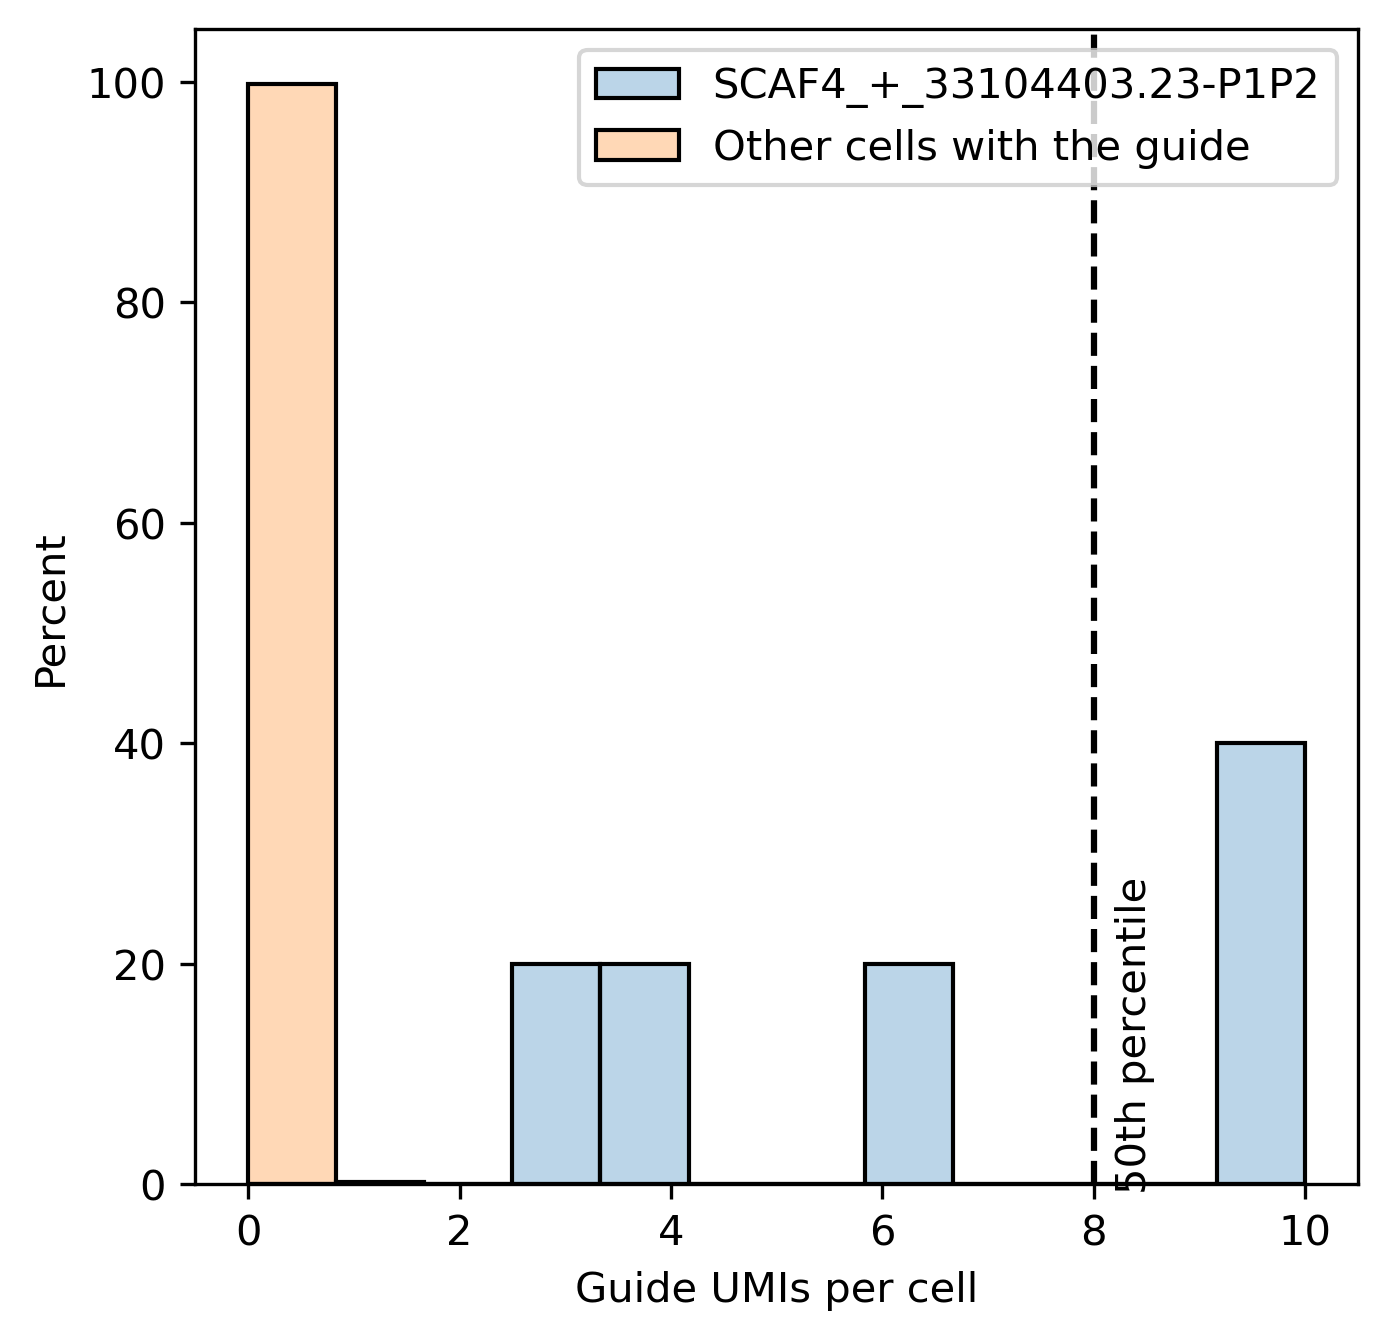 SCAF4_+_33104403.23-P1P2
Other cells with the guide
100
80
60
40
20
0
Percent
50th percentile
0 2 4 6 8 10
Guide UMIs per cell